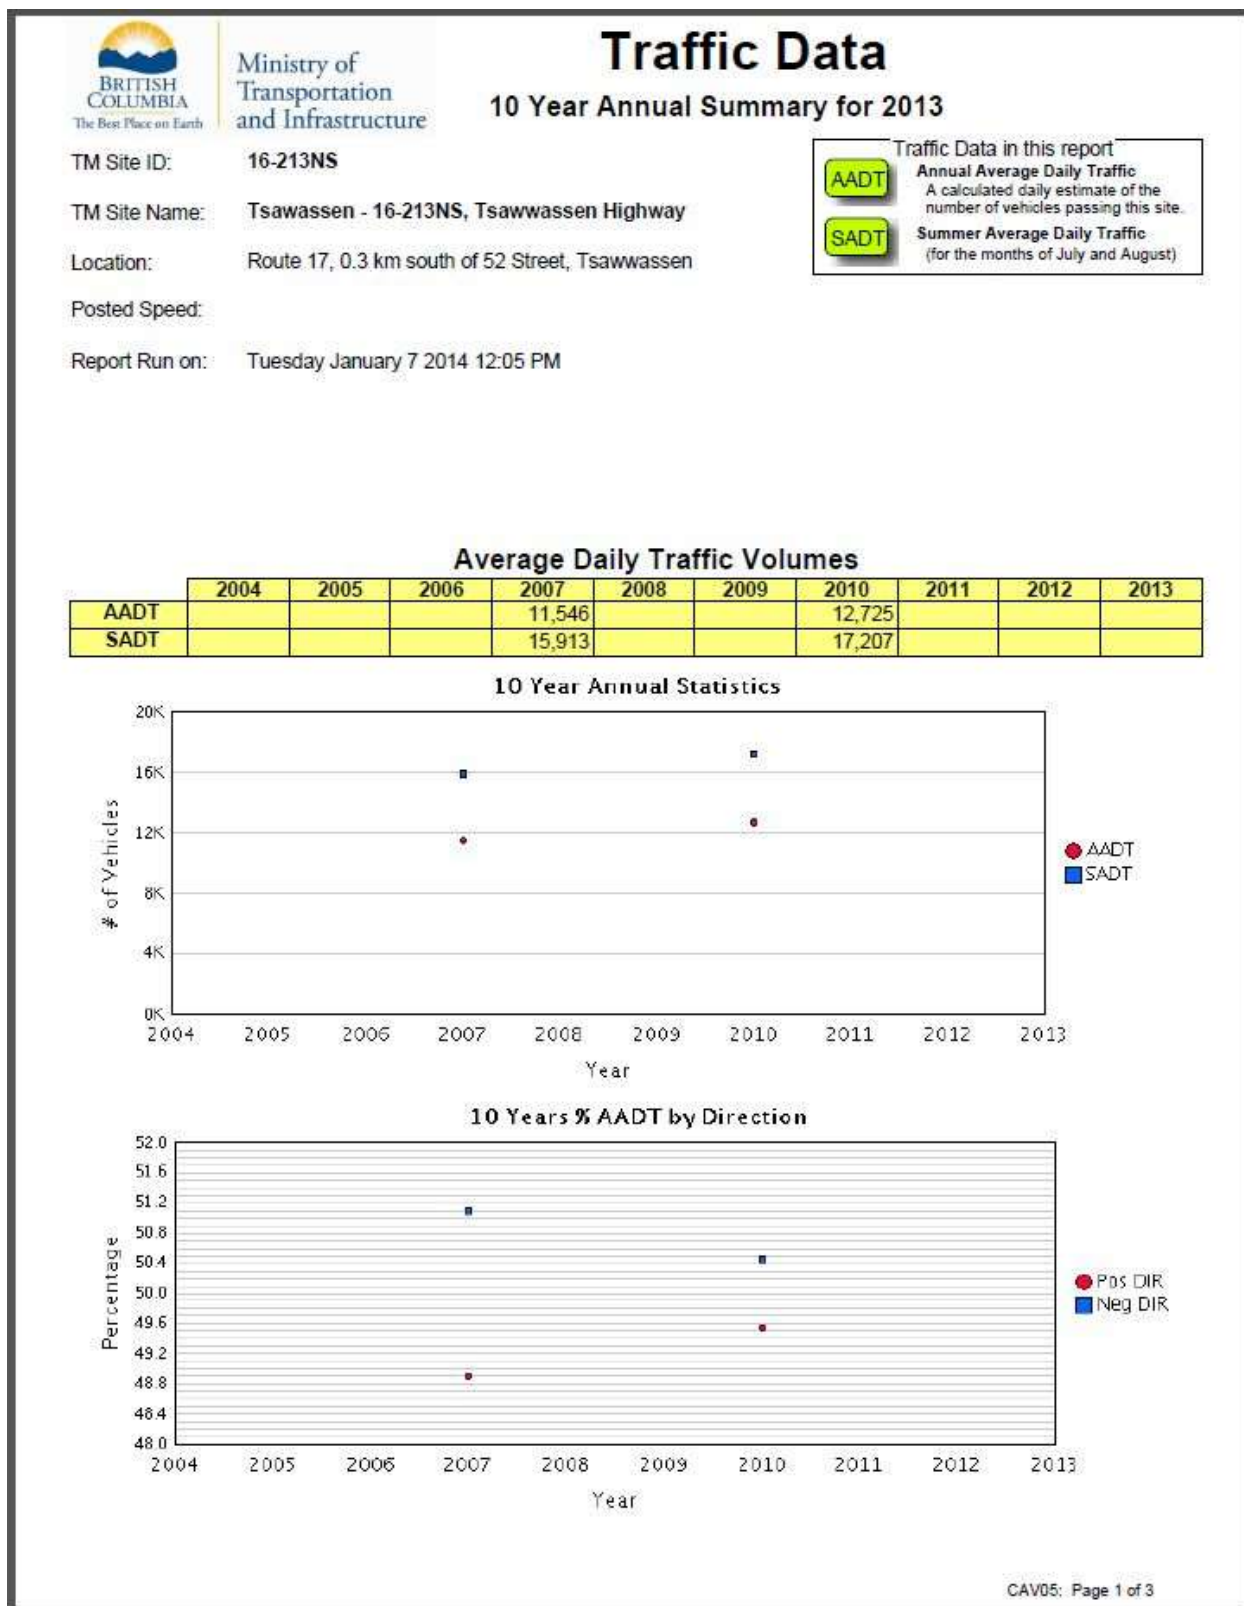 BRITISH
COLUMBIA
The Best Place on Earth
Ministry of
Transportation
and Infrastructure
Traffic Data
10 Year Annual Summary for 2013
TM Site ID: 16-213NS
TM Site Name: Tsawassen - 16-213NS, Tsawwassen Highway
Location: Route 17, 0.3 km south of 52 Street, Tsawwassen
Posted Speed:
Report Run on: Tuesday January 7 2014 12:05 PM
Traffic Data in this report
AADT Annual Average Daily Traffic
A calculated daily estimate of the
number of vehicles passing this site.
SADT Summer Average Daily Traffic
(for the months of July and August)
Average Daily Traffic Volumes
2004 2005 2006 2007 2008 2009 2010 2011 2012 2013
AADT 11,546 12,725
SADT 15,913 17,207
10 Year Annual Statistics
20K
16K
12K
8K
4K
0K
# of Vehicles
2004 2005 2006 2007 2008 2009 2010 2011 2012 2013
Year
AADT
SADT
10 Years % AADT by Direction
52.0
51.6
51.2
50.8
50.4
50.0
49.6
49.2
48.8
48.4
48.0
Percentage
2004 2005 2006 2007 2008 2009 2010 2011 2012 2013
Year
Pos DIR
Neg DIR
CAV05: Page 1 of 3